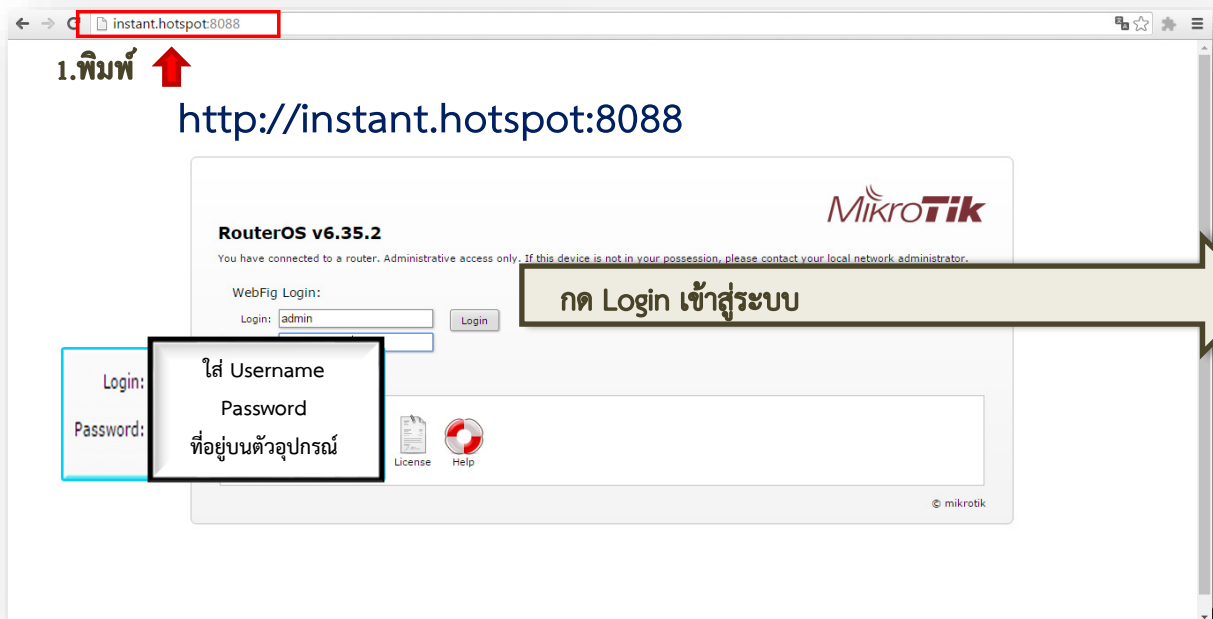 instant.hotspot:8088
1.พิมพ์
http://instant.hotspot:8088
MikroTik
RouterOS v6.35.2
You have connected to a router. Administrative access only. If this device is not in your possession, please contact your local network administrator.
WebFig Login:
กด Login เข้าสู่ระบบ
Login: admin
Login
Login:
Password:
ใส่ Username
Password
ที่อยู่บนตัวอุปกรณ์
License
Help
© mikrotik